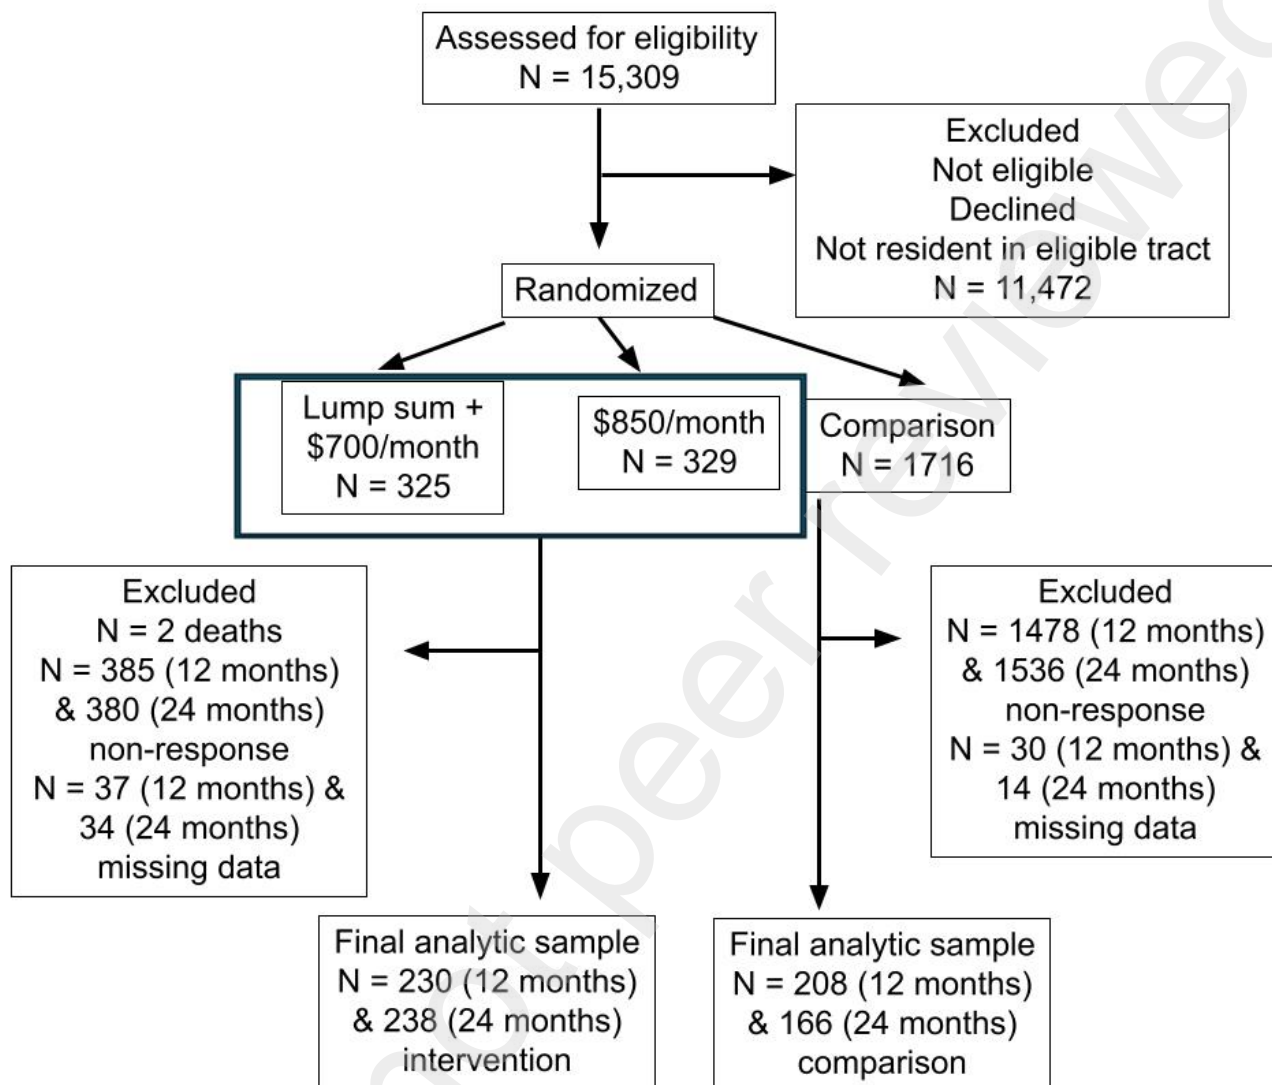 Assessed for eligibility
N = 15,309
Excluded
Not eligible
Declined
Not resident in eligible tract
N = 11,472
Randomized
Lump sum +
$700/month
N = 325
$850/month
N = 329
Comparison
N = 1716
Excluded
N = 2 deaths
N = 385 (12 months)
& 380 (24 months)
non-response
N = 37 (12 months) &
34 (24 months)
missing data
Excluded
N = 1478 (12 months)
& 1536 (24 months)
non-response
N = 30 (12 months) &
14 (24 months)
missing data
Final analytic sample
N = 230 (12 months)
& 238 (24 months)
intervention
Final analytic sample
N = 208 (12 months)
& 166 (24 months)
comparison
not peer reviewed